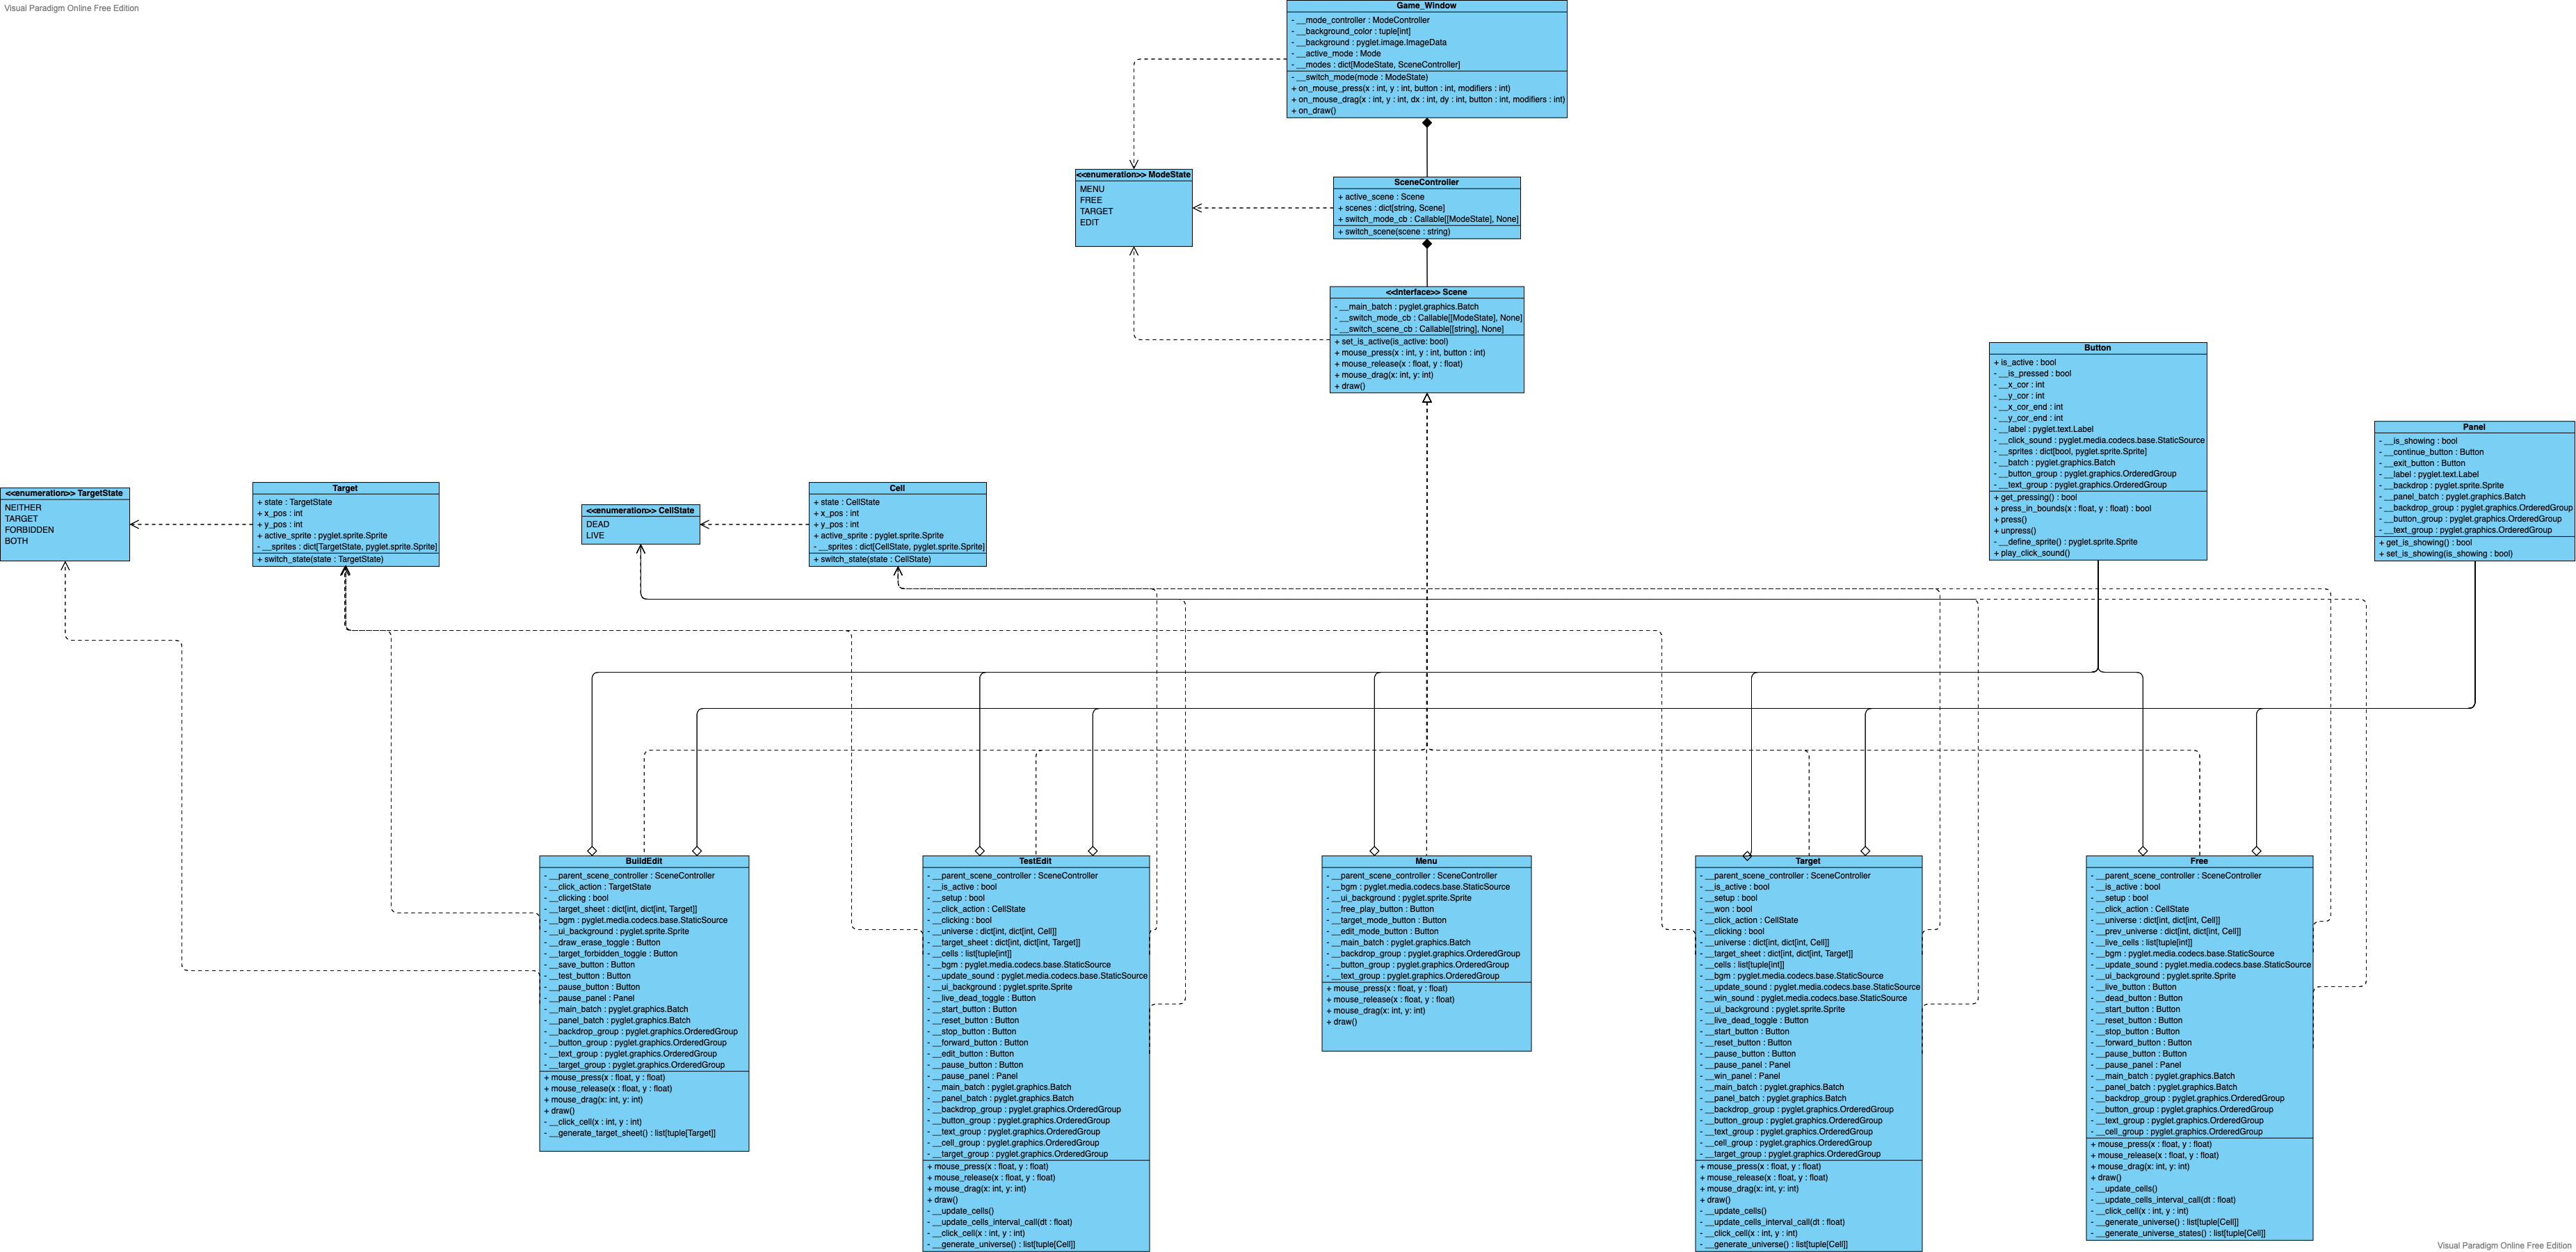 Visual Paradigm Online Free Edition
Game_Window
- __mode_controller : ModeController
- __background_color : tuple[int]
- __background : pyglet.image.ImageData
- __active_mode : Mode
- __modes : dict[ModeState, SceneController]
- __switch_mode(mode : ModeState)
+ on_mouse_press(x : int, y : int, button : int, modifiers : int)
+ on_mouse_drag(x : int, y : int, dx : int, dy : int, button : int, modifiers : int)
+ on_draw()
<<enumeration>> ModeState
MENU
FREE
TARGET
EDIT
SceneController
+ active_scene : Scene
+ scenes : dict[string, Scene]
+ switch_mode_cb : Callable[[ModeState], None]
+ switch_scene(scene : string)
<<Interface>> Scene
- __main_batch : pyglet.graphics.Batch
- __switch_mode_cb : Callable[[ModeState], None]
- __switch_scene_cb : Callable[[string], None]
+ set_is_active(is_active: bool)
+ mouse_press(x : int, y : int, button : int)
+ mouse_release(x : float, y : float)
+ mouse_drag(x: int, y: int)
+ draw()
Button
+ is_active : bool
- __is_pressed : bool
- __x_cor : int
- __y_cor : int
- __x_cor_end : int
- __y_cor_end : int
- __label : pyglet.text.Label
- __click_sound : pyglet.media.codecs.base.StaticSource
- __sprites : dict[bool, pyglet.sprite.Sprite]
- __batch : pyglet.graphics.Batch
- __button_group : pyglet.graphics.OrderedGroup
- __text_group : pyglet.graphics.OrderedGroup
+ get_pressing() : bool
+ press_in_bounds(x : float, y : float) : bool
+ press()
+ unpress()
- __define_sprite() : pyglet.sprite.Sprite
+ play_click_sound()
Panel
- __is_showing : bool
- __continue_button : Button
- __exit_button : Button
- __label : pyglet.text.Label
- __backdrop : pyglet.sprite.Sprite
- __panel_batch : pyglet.graphics.Batch
- __backdrop_group : pyglet.graphics.OrderedGroup
- __button_group : pyglet.graphics.OrderedGroup
- __text_group : pyglet.graphics.OrderedGroup
+ get_is_showing() : bool
+ set_is_showing(is_showing : bool)
<<enumeration>> TargetState
NEITHER
TARGET
FORBIDDEN
BOTH
Target
+ state : TargetState
+ x_pos : int
+ y_pos : int
+ active_sprite : pyglet.sprite.Sprite
- __sprites : dict[TargetState, pyglet.sprite.Sprite]
+ switch_state(state : TargetState)
<<enumeration>> CellState
DEAD
LIVE
Cell
+ state : CellState
+ x_pos : int
+ y_pos : int
+ active_sprite : pyglet.sprite.Sprite
- __sprites : dict[CellState, pyglet.sprite.Sprite]
+ switch_state(state : CellState)
BuildEdit
- __parent_scene_controller : SceneController
- __click_action : TargetState
- __clicking : bool
- __target_sheet : dict[int, dict[int, Target]]
- __bgm : pyglet.media.codecs.base.StaticSource
- __ui_background : pyglet.sprite.Sprite
- __draw_erase_toggle : Button
- __target_forbidden_toggle : Button
- __save_button : Button
- __test_button : Button
- __pause_button : Button
- __pause_panel : Panel
- __main_batch : pyglet.graphics.Batch
- __panel_batch : pyglet.graphics.Batch
- __backdrop_group : pyglet.graphics.OrderedGroup
- __button_group : pyglet.graphics.OrderedGroup
- __text_group : pyglet.graphics.OrderedGroup
- __target_group : pyglet.graphics.OrderedGroup
+ mouse_press(x : float, y : float)
+ mouse_release(x : float, y : float)
+ mouse_drag(x: int, y: int)
+ draw()
- __click_cell(x : int, y : int)
- __generate_target_sheet() : list[tuple[Target]]
TestEdit
- __parent_scene_controller : SceneController
- __is_active : bool
- __setup : bool
- __click_action : CellState
- __clicking : bool
- __universe : dict[int, dict[int, Cell]]
- __target_sheet : dict[int, dict[int, Target]]
- __cells : list[tuple[int]]
- __bgm : pyglet.media.codecs.base.StaticSource
- __update_sound : pyglet.media.codecs.base.StaticSource
- __ui_background : pyglet.sprite.Sprite
- __live_dead_toggle : Button
- __start_button : Button
- __reset_button : Button
- __stop_button : Button
- __forward_button : Button
- __edit_button : Button
- __pause_button : Button
- __pause_panel : Panel
- __main_batch : pyglet.graphics.Batch
- __panel_batch : pyglet.graphics.Batch
- __backdrop_group : pyglet.graphics.OrderedGroup
- __button_group : pyglet.graphics.OrderedGroup
- __text_group : pyglet.graphics.OrderedGroup
- __cell_group : pyglet.graphics.OrderedGroup
- __target_group : pyglet.graphics.OrderedGroup
+ mouse_press(x : float, y : float)
+ mouse_release(x : float, y : float)
+ mouse_drag(x: int, y: int)
+ draw()
- __update_cells()
- __update_cells_interval_call(dt : float)
- __click_cell(x : int, y : int)
- __generate_universe() : list[tuple[Cell]]
Menu
- __parent_scene_controller : SceneController
- __bgm : pyglet.media.codecs.base.StaticSource
- __ui_background : pyglet.sprite.Sprite
- __free_play_button : Button
- __target_mode_button : Button
- __edit_mode_button : Button
- __main_batch : pyglet.graphics.Batch
- __backdrop_group : pyglet.graphics.OrderedGroup
- __button_group : pyglet.graphics.OrderedGroup
- __text_group : pyglet.graphics.OrderedGroup
+ mouse_press(x : float, y : float)
+ mouse_release(x : float, y : float)
+ mouse_drag(x: int, y: int)
+ draw()
Target
- __parent_scene_controller : SceneController
- __is_active : bool
- __setup : bool
- __won : bool
- __click_action : CellState
- __clicking : bool
- __universe : dict[int, dict[int, Cell]]
- __target_sheet : dict[int, dict[int, Target]]
- __cells : list[tuple[int]]
- __bgm : pyglet.media.codecs.base.StaticSource
- __update_sound : pyglet.media.codecs.base.StaticSource
- __win_sound : pyglet.media.codecs.base.StaticSource
- __ui_background : pyglet.sprite.Sprite
- __live_dead_toggle : Button
- __start_button : Button
- __reset_button : Button
- __pause_button : Button
- __pause_panel : Panel
- __win_panel : Panel
- __main_batch : pyglet.graphics.Batch
- __panel_batch : pyglet.graphics.Batch
- __backdrop_group : pyglet.graphics.OrderedGroup
- __button_group : pyglet.graphics.OrderedGroup
- __text_group : pyglet.graphics.OrderedGroup
- __cell_group : pyglet.graphics.OrderedGroup
- __target_group : pyglet.graphics.OrderedGroup
+ mouse_press(x : float, y : float)
+ mouse_release(x : float, y : float)
+ mouse_drag(x: int, y: int)
+ draw()
- __update_cells()
- __update_cells_interval_call(dt : float)
- __click_cell(x : int, y : int)
- __generate_universe() : list[tuple[Cell]]
Free
- __parent_scene_controller : SceneController
- __is_active : bool
- __setup : bool
- __click_action : CellState
- __universe : dict[int, dict[int, Cell]]
- __prev_universe : dict[int, dict[int, Cell]]
- __live_cells : list[tuple[int]]
- __bgm : pyglet.media.codecs.base.StaticSource
- __update_sound : pyglet.media.codecs.base.StaticSource
- __ui_background : pyglet.sprite.Sprite
- __live_button : Button
- __dead_button : Button
- __start_button : Button
- __reset_button : Button
- __stop_button : Button
- __forward_button : Button
- __pause_button : Button
- __pause_panel : Panel
- __main_batch : pyglet.graphics.Batch
- __panel_batch : pyglet.graphics.Batch
- __backdrop_group : pyglet.graphics.OrderedGroup
- __button_group : pyglet.graphics.OrderedGroup
- __text_group : pyglet.graphics.OrderedGroup
- __cell_group : pyglet.graphics.OrderedGroup
+ mouse_press(x : float, y : float)
+ mouse_release(x : float, y : float)
+ mouse_drag(x: int, y: int)
+ draw()
- __update_cells()
- __update_cells_interval_call(dt : float)
- __click_cell(x : int, y : int)
- __generate_universe() : list[tuple[Cell]]
- __generate_universe_states() : list[tuple[Cell]]
Visual Paradigm Online Free Edition